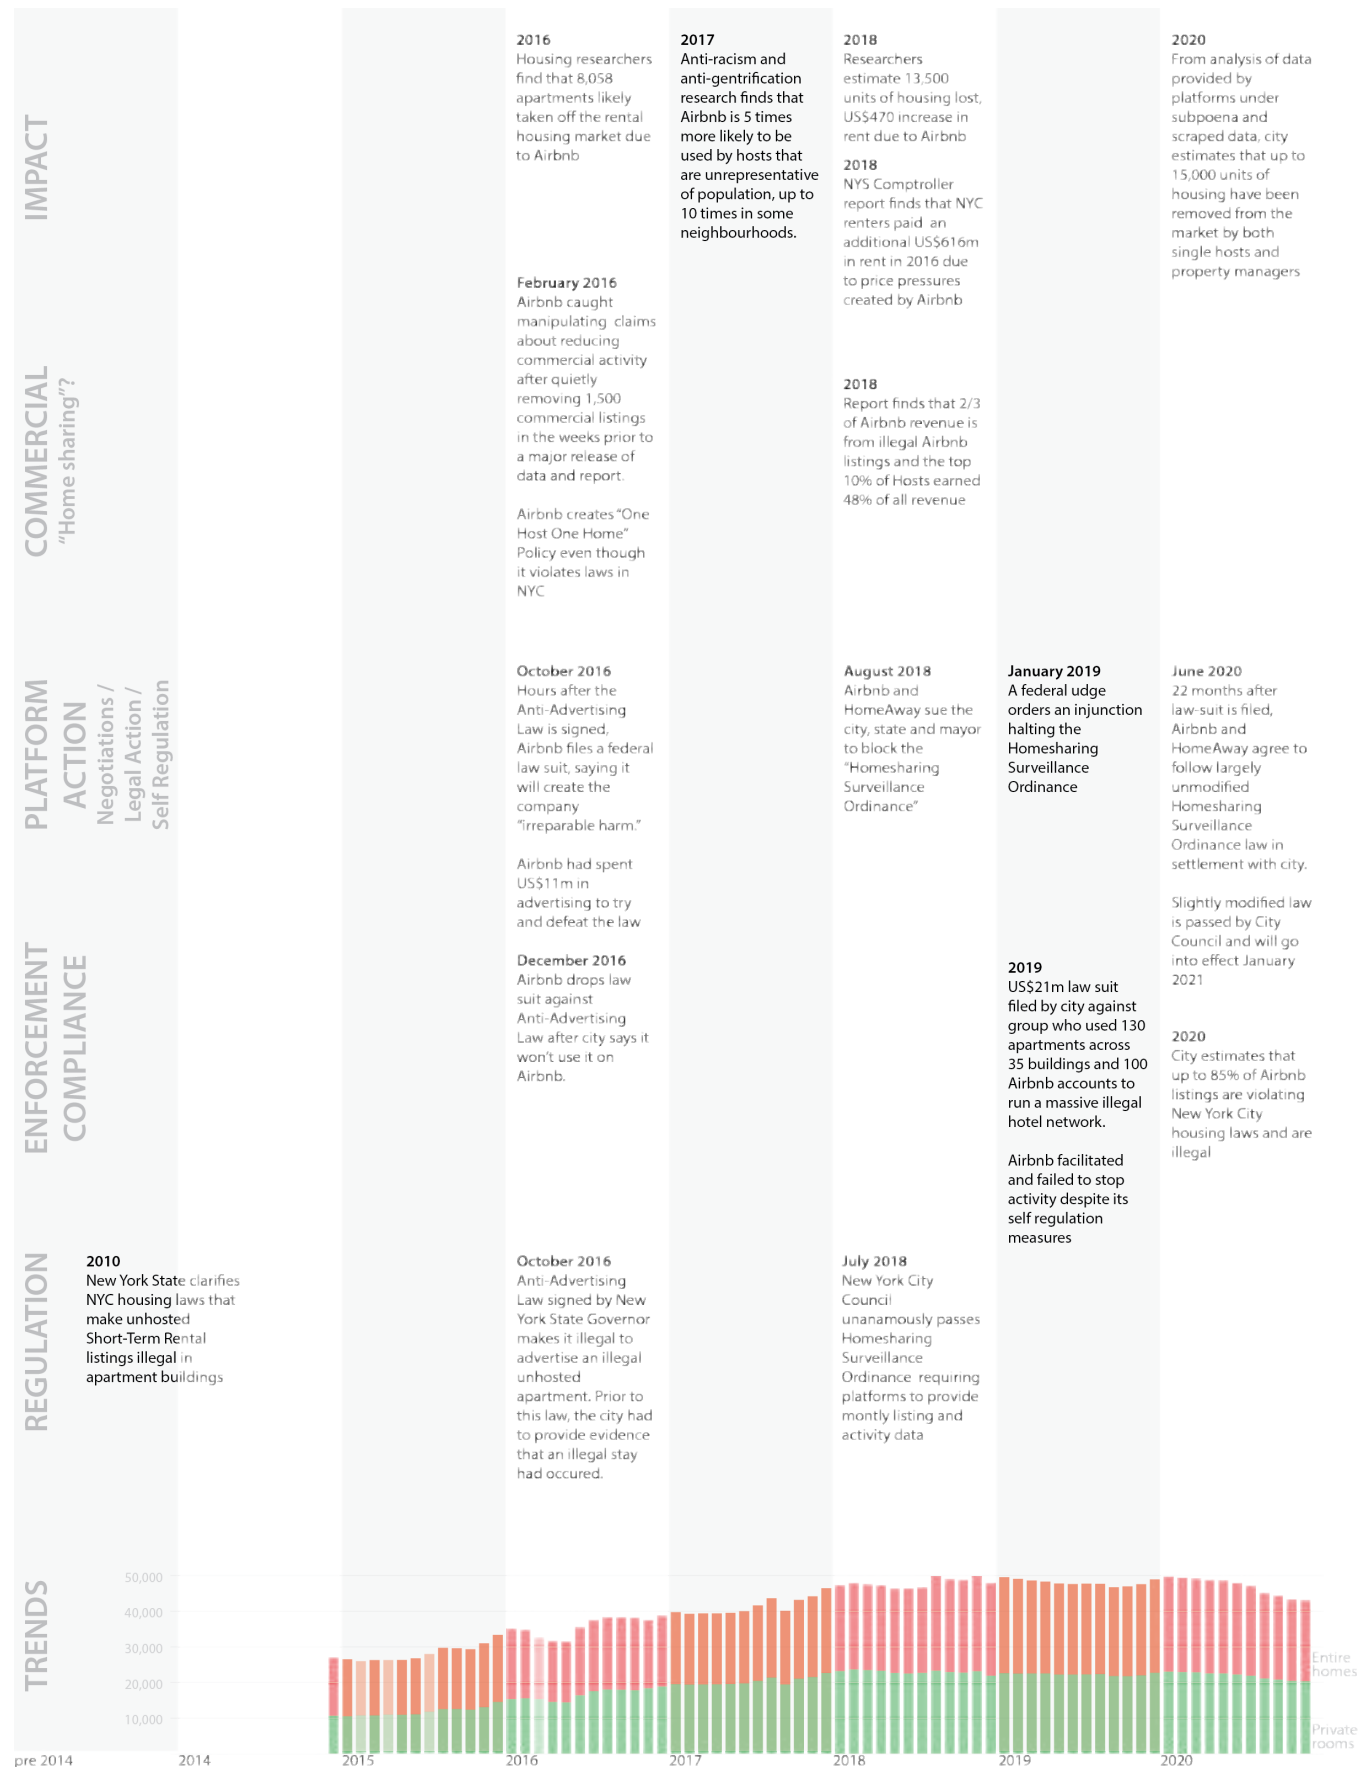 IMPACT
2016
Housing researchers
find that 8,058
apartments likely
taken off the rental
housing market due
to Airbnb
2017
Anti-racism and
anti-gentrification
research finds that
Airbnb is 5 times
more likely to be
used by hosts that
are unrepresentative
of population, up to
10 times in some
neighbourhoods.
2018
Researchers
estimate 13,500
units of housing lost,
US$470 increase in
rent due to Airbnb
2018
NYS Comptroller
report finds that NYC
renters paid an
additional US$616m
in rent in 2016 due
to price pressures
created by Airbnb
2020
From analysis of data
provided by
platforms under
subpoena and
scraped data, city
estimates that up to
15,000 units of
housing have been
removed from the
market by both
single hosts and
property managers
COMMERCIAL
“Home sharing”?
February 2016
Airbnb caught
manipulating claims
about reducing
commercial activity
after quietly
removing 1,500
commercial listings
in the weeks prior to
a major release of
data and report.
Airbnb creates “One
Host One Home”
Policy even though
it violates laws in
NYC
2018
Report finds that 2/3
of Airbnb revenue is
from illegal Airbnb
listings and the top
10% of Hosts earned
48% of all revenue
PLATFORM
ACTION
Negotiations /
Legal Action /
Self Regulation
October 2016
Hours after the
Anti-Advertising
Law is signed,
Airbnb files a federal
law suit, saying it
will create the
company
“irreparable harm.”
Airbnb had spent
US$11m in
advertising to try
and defeat the law
December 2016
Airbnb drops law
suit against
Anti-Advertising
Law after city says it
won’t use it on
Airbnb.
August 2018
Airbnb and
HomeAway sue the
city, state and mayor
to block the
“Homesharing
Surveillance
Ordinance”
January 2019
A federal udge
orders an injunction
halting the
Homesharing
Surveillance
Ordinance
June 2020
22 months after
law-suit is filed,
Airbnb and
HomeAway agree to
follow largely
unmodified
Homesharing
Surveillance
Ordinance law in
settlement with city.
Slightly modified law
is passed by City
Council and will go
into effect January
2021
ENFORCEMENT
COMPLIANCE
2019
US$21m law suit
filed by city against
group who used 130
apartments across
35 buildings and 100
Airbnb accounts to
run a massive illegal
hotel network.
Airbnb facilitated
and failed to stop
activity despite its
self regulation
measures
2020
City estimates that
up to 85% of Airbnb
listings are violating
New York City
housing laws and are
illegal
REGULATION
2010
New York State clarifies
NYC housing laws that
make unhosted
Short-Term Rental
listings illegal in
apartment buildings
October 2016
Anti-Advertising
Law signed by New
York State Governor
makes it illegal to
advertise an illegal
unhosted
apartment. Prior to
this law, the city had
to provide evidence
that an illegal stay
had occured.
July 2018
New York City
Council
unanamously passes
Homesharing
Surveillance
Ordinance requiring
platforms to provide
montly listing and
activity data
TRENDS
50,000
40,000
30,000
20,000
10,000
Entire
homes
Private
rooms
pre 2014
2014
2015
2016
2017
2018
2019
2020